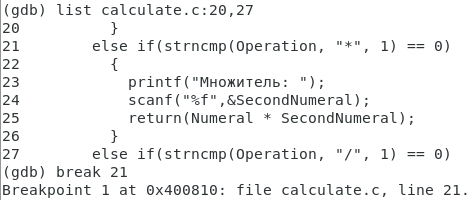 (gdb) list calculate.c:20,27
20          }
21        else if(strncmp(Operation, "*", 1) == 0)
22          {
23            printf("Множитель: ");
24            scanf("%f",&SecondNumeral);
25            return(Numeral * SecondNumeral);
26          }
27        else if(strncmp(Operation, "/", 1) == 0)
(gdb) break 21
Breakpoint 1 at 0x400810: file calculate.c, line 21.